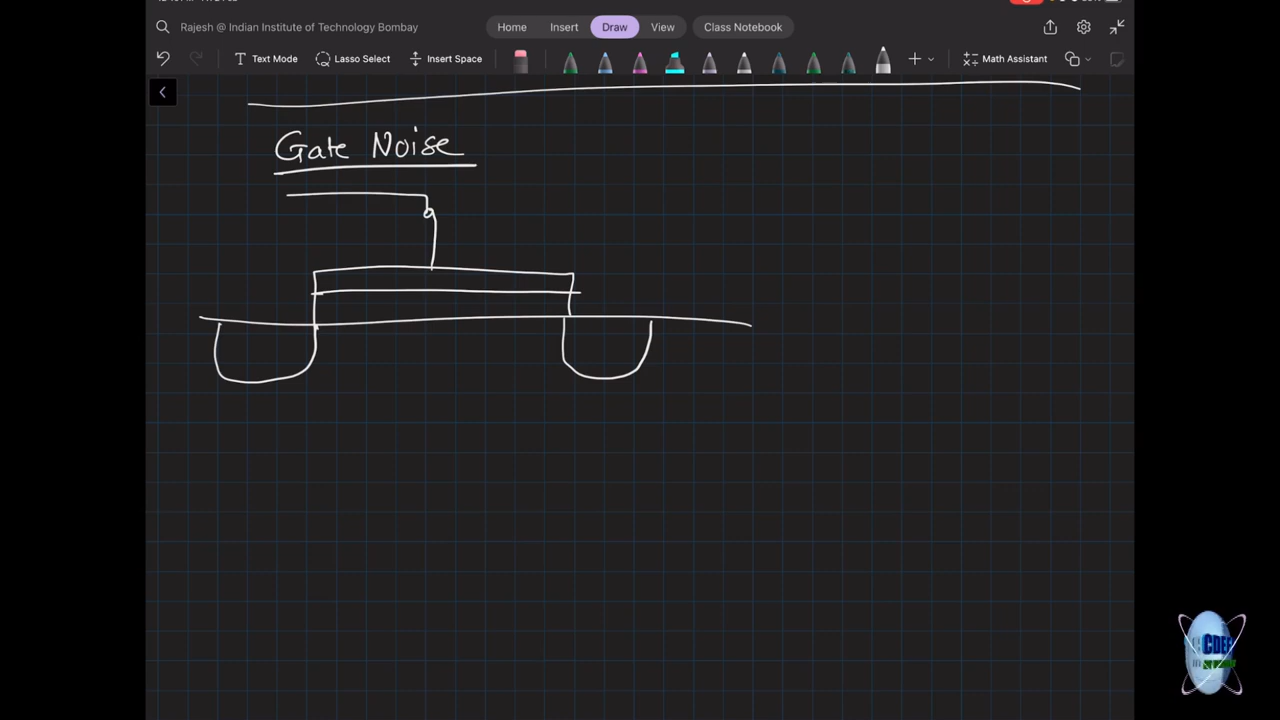 Rajesh @ Indian Institute of Technology Bombay
Home Insert Draw View Class Notebook
Text Mode Lasso Select Insert Space Math Assistant
Gate Noise
CDEEP